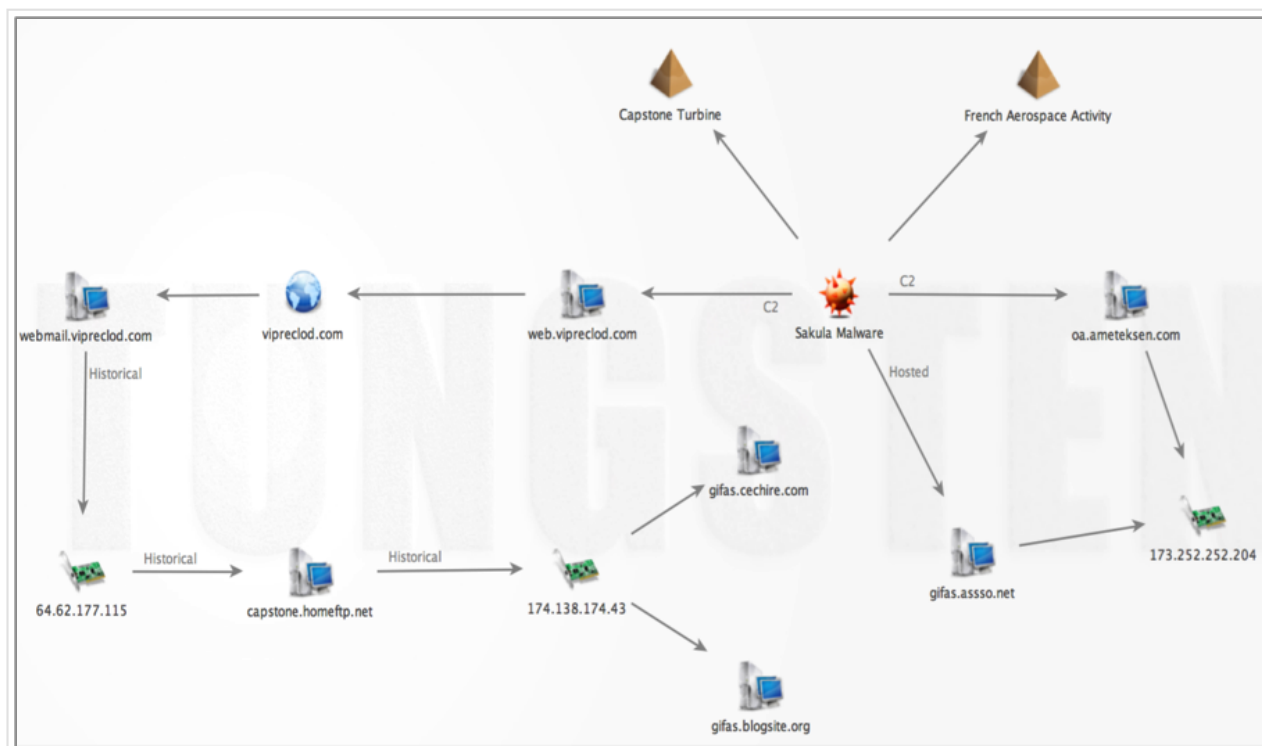 Capstone Turbine
French Aerospace Activity
webmail.vipreclod.com
vipreclod.com
web.vipreclod.com
C2
Sakula Malware
C2
oa.ameteksen.com
Historical
Hosted
gifas.cechire.com
64.62.177.115
Historical
capstone.homeftp.net
Historical
174.138.174.43
gifas.assso.net
173.252.252.204
gifas.blogsite.org
TUNGSTEN